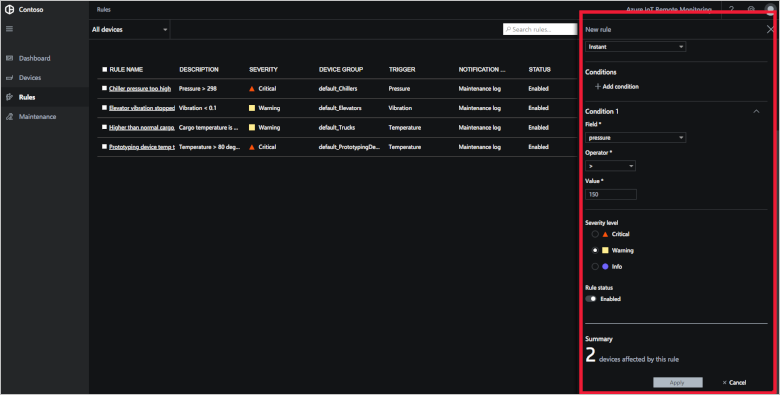 Contoso
Rules
Azure IoT Remote Monitoring
?
All devices
Search rules...
Dashboard
Devices
Rules
Maintenance
RULE NAME DESCRIPTION SEVERITY DEVICE GROUP TRIGGER NOTIFICATION ... STATUS
Chiller pressure too high Pressure > 298 Critical default_Chillers Pressure Maintenance log Enabled
Elevator vibration stopped Vibration < 0.1 Warning default_Elevators Vibration Maintenance log Enabled
Higher than normal cargo Cargo temperature is ... Warning default_Trucks Temperature Maintenance log Enabled
Prototyping device temp t Temperature > 80 deg... Critical default_PrototypingDe... Temperature Maintenance log Enabled
New rule
Instant
Conditions
+ Add condition
Condition 1
Field *
pressure
Operator *
>
Value *
150
Severity level
Critical
Warning
Info
Rule status
Enabled
Summary
2 devices affected by this rule
Apply × Cancel